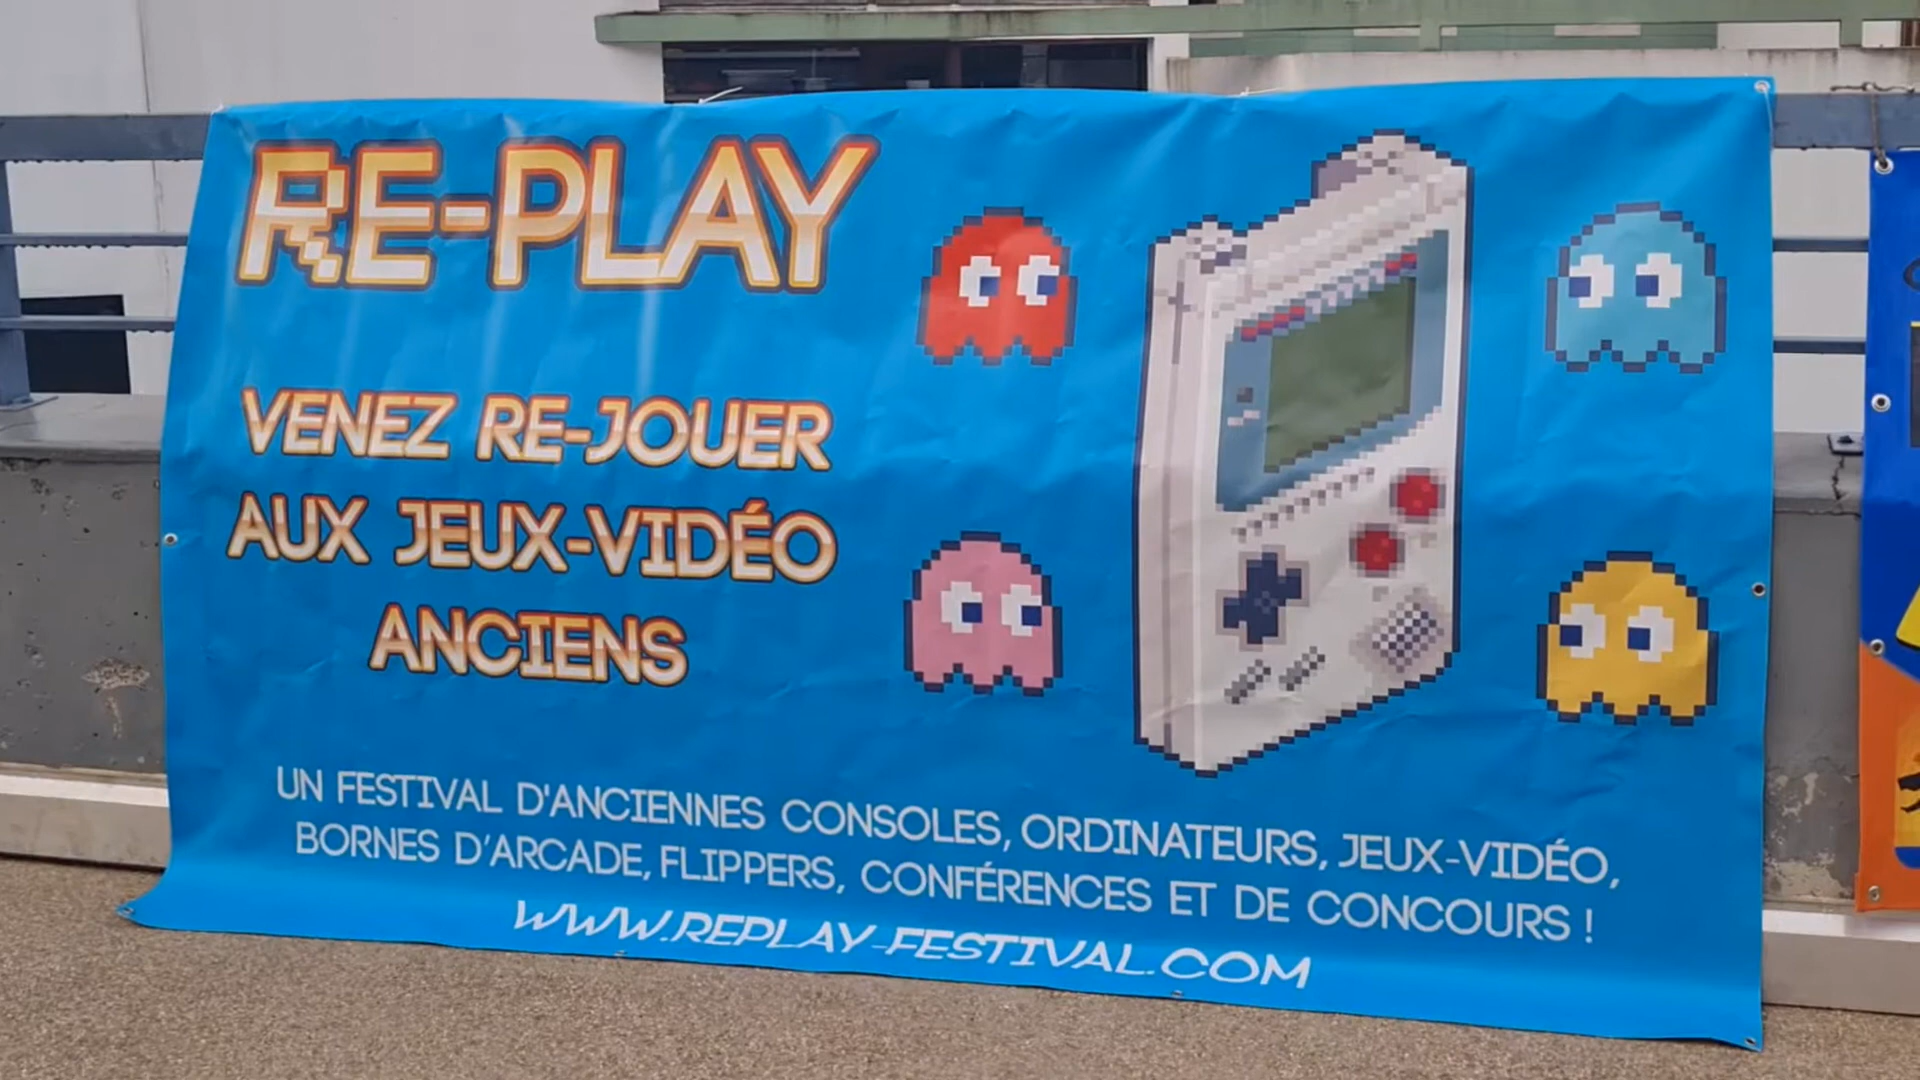 RE-PLAY
VENEZ RE-JOUER
AUX JEUX-VIDÉO
ANCIENS
UN FESTIVAL D'ANCIENNES CONSOLES, ORDINATEURS, JEUX-VIDÉO,
BORNES D'ARCADE, FLIPPERS, CONFÉRENCES ET DE CONCOURS !
WWW.REPLAY-FESTIVAL.COM